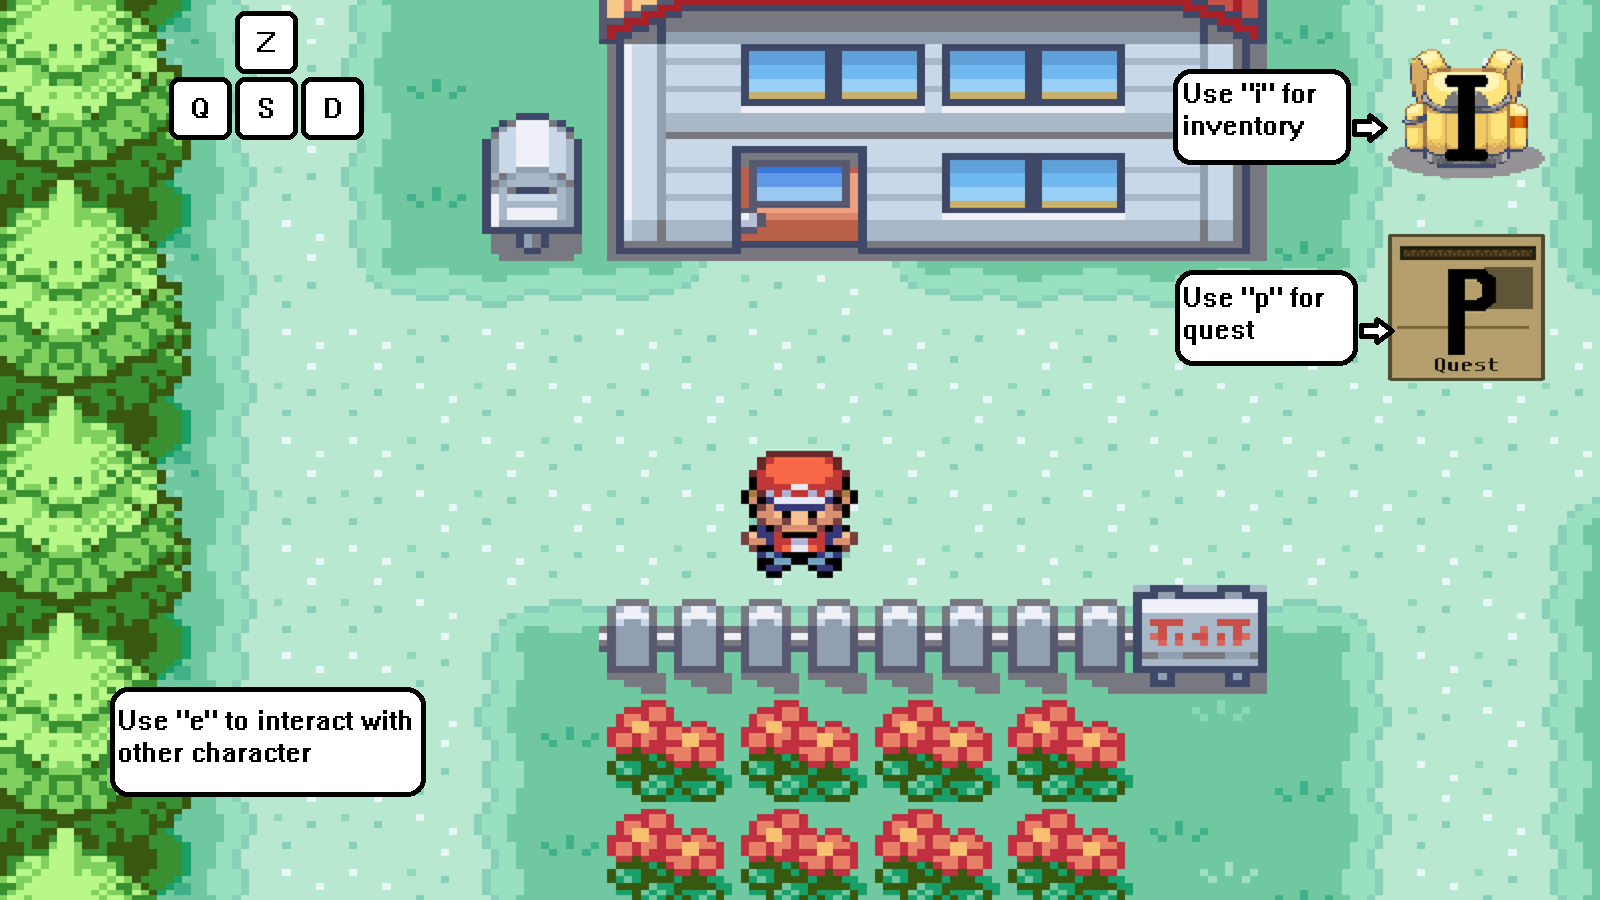 Z
Q S D
Use "i" for
inventory
I
Use "p" for
quest
P
Quest
Use "e" to interact with
other character